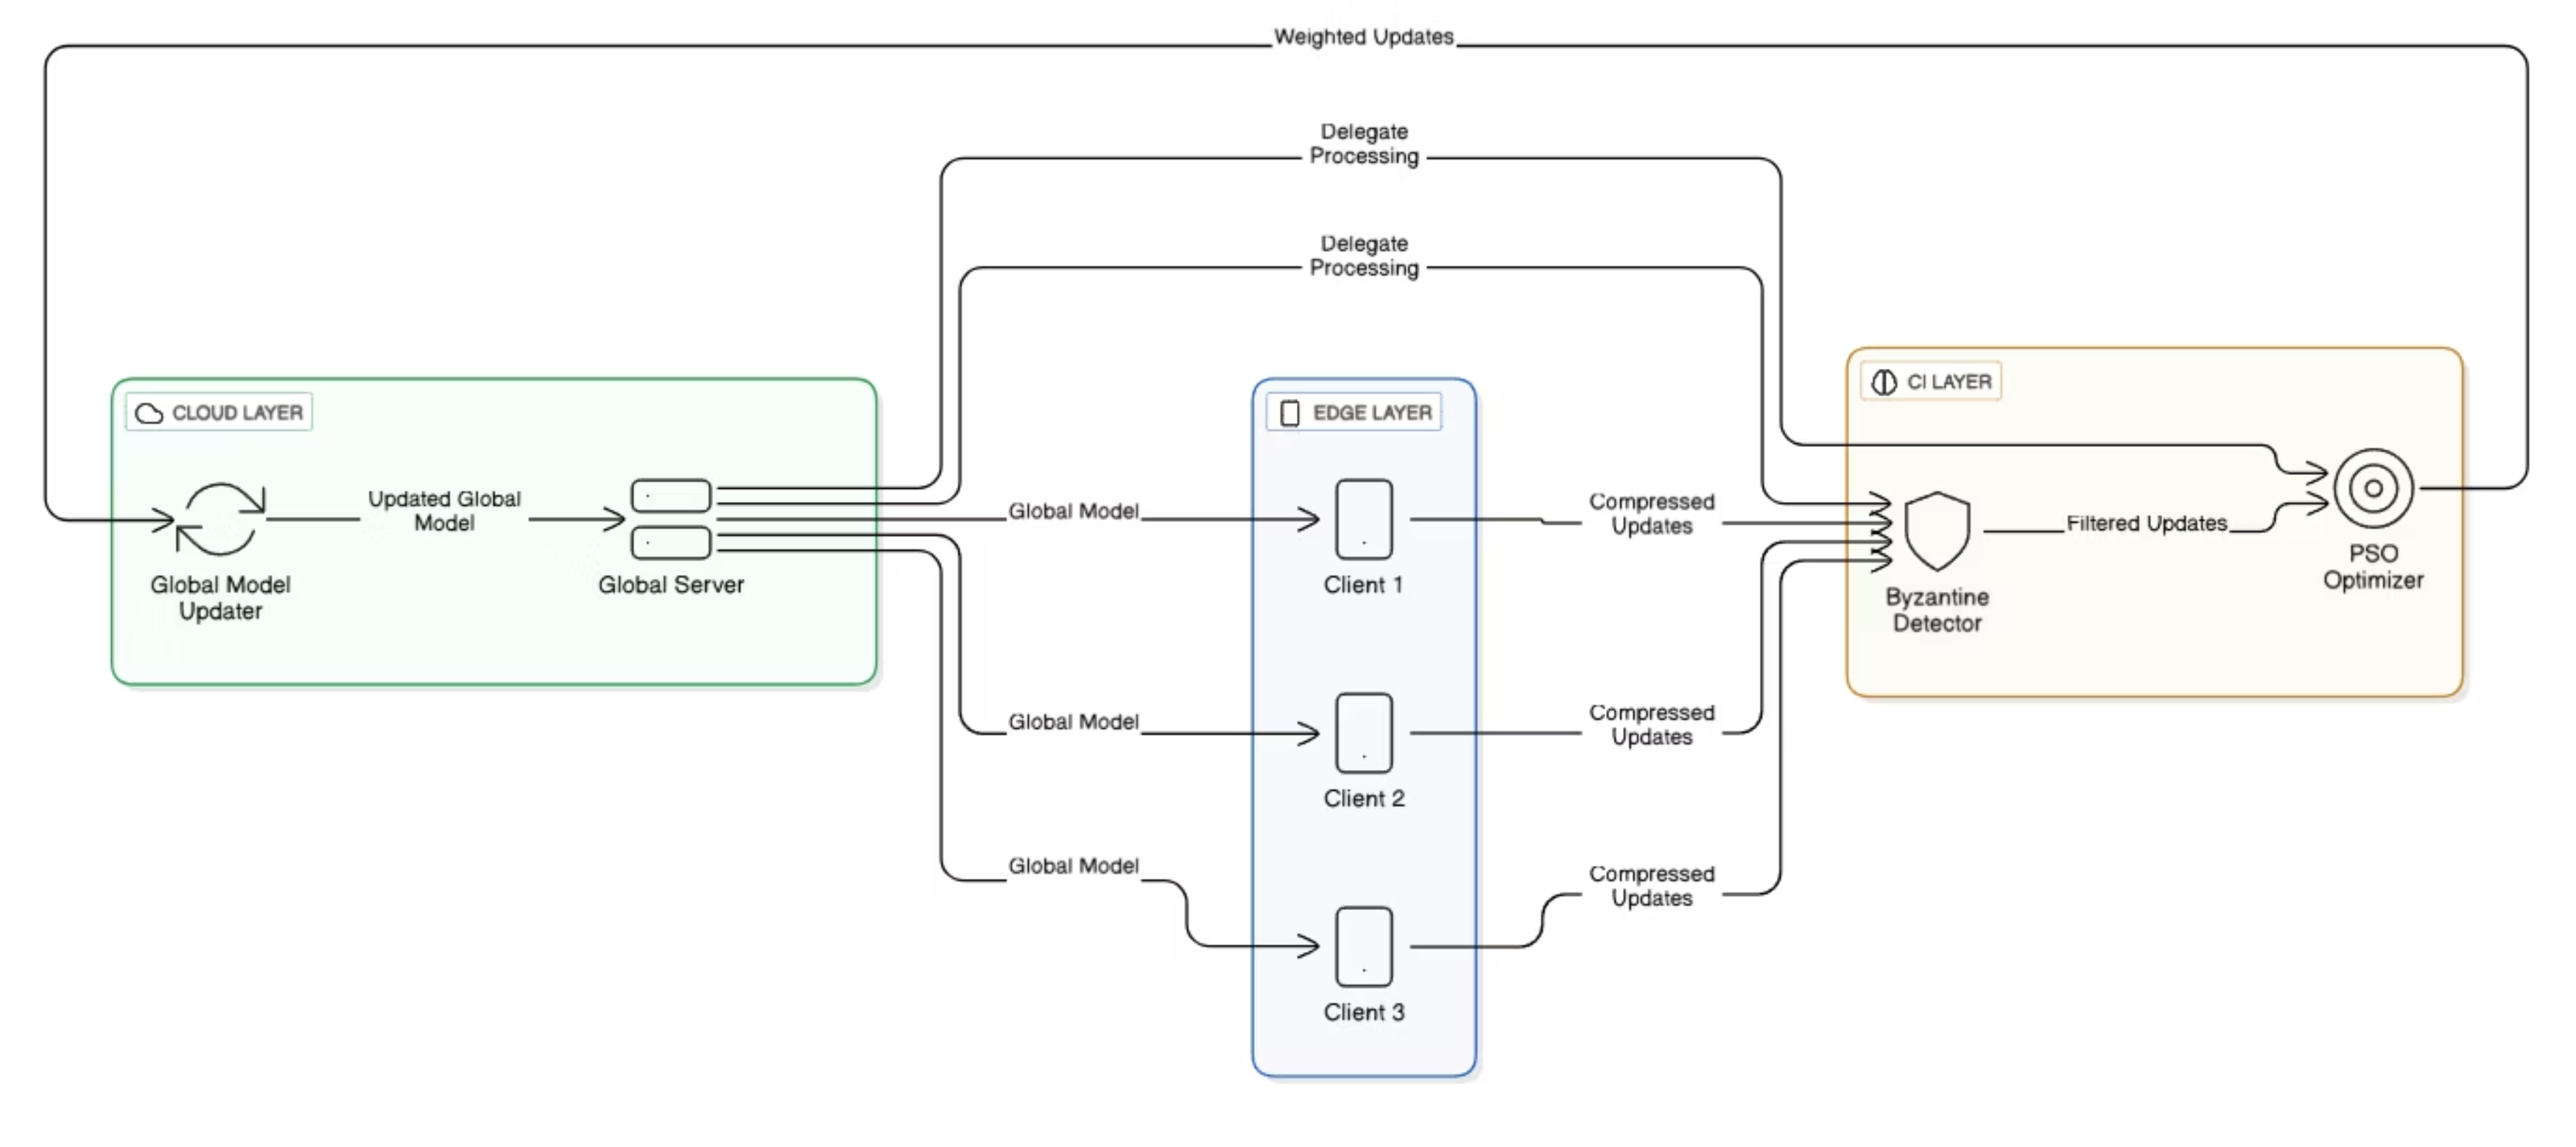 Weighted Updates
Delegate
Processing
Delegate
Processing
CLOUD LAYER
EDGE LAYER
CI LAYER
Updated Global
Model
Global Model
Updater
Global Server
Global Model
Client 1
Compressed
Updates
Byzantine
Detector
Filtered Updates
PSO
Optimizer
Global Model
Client 2
Compressed
Updates
Global Model
Client 3
Compressed
Updates